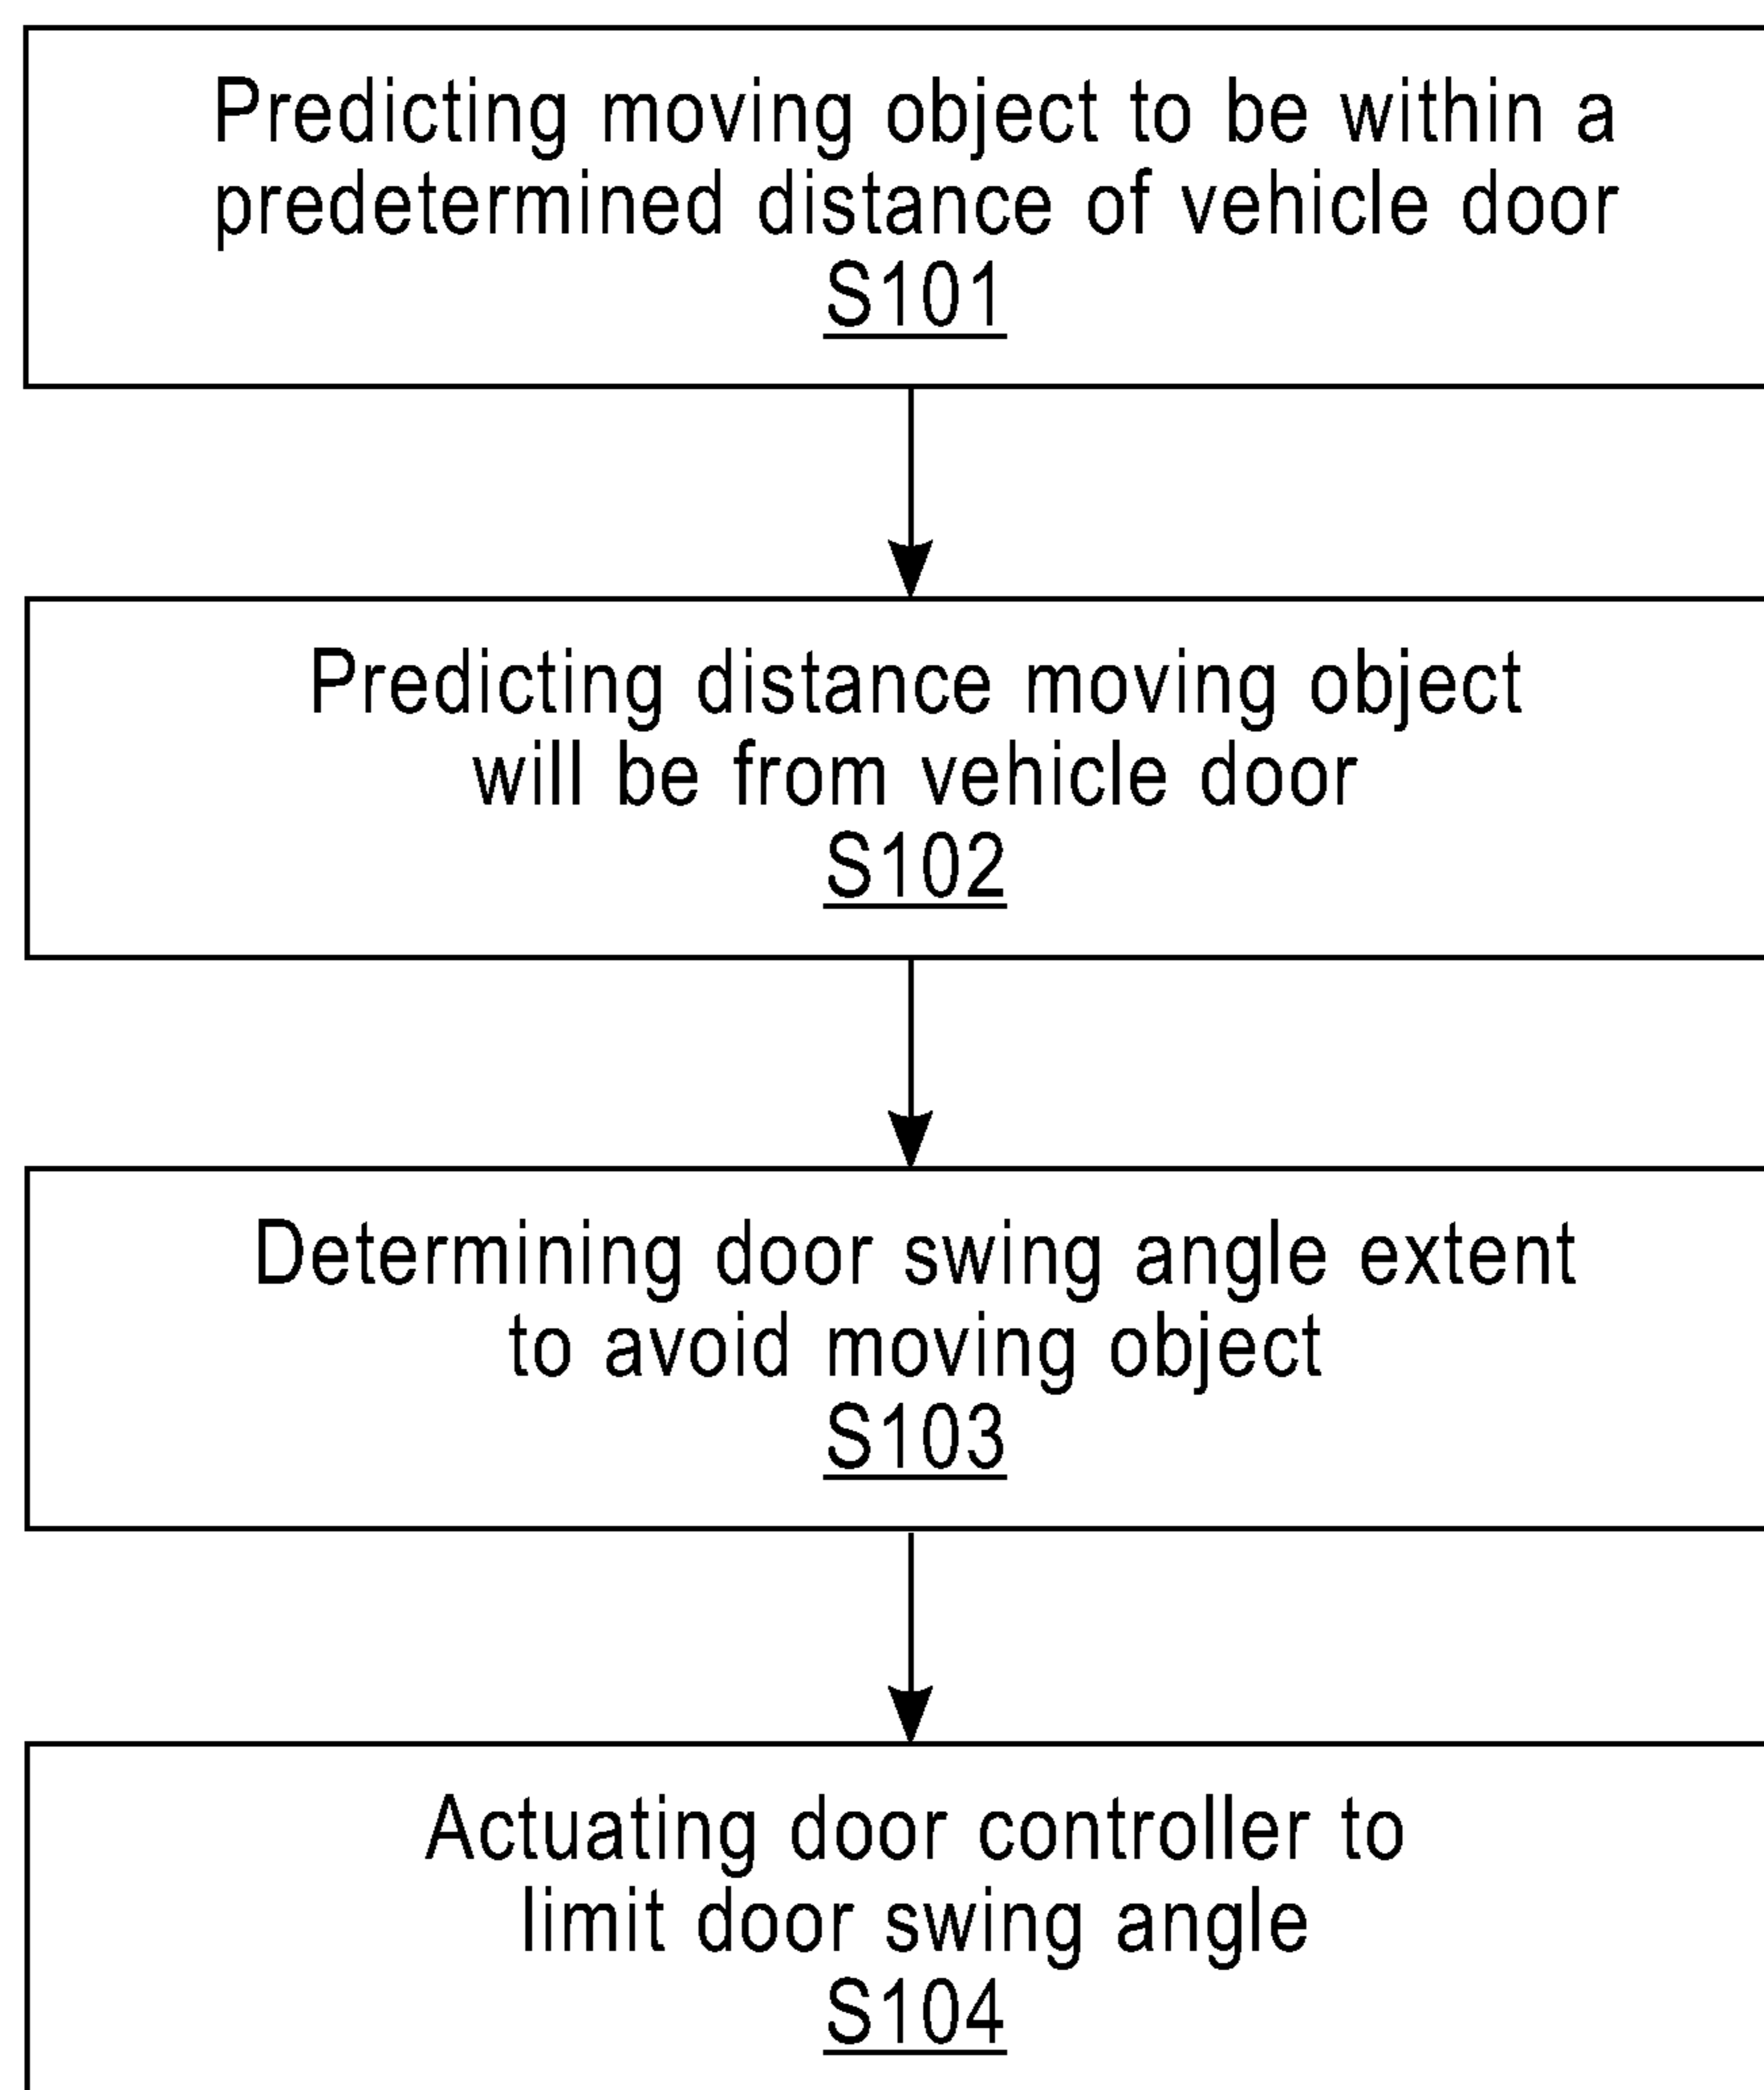 Predicting moving object to be within a
predetermined distance of vehicle door
S101
Predicting distance moving object
will be from vehicle door
S102
Determining door swing angle extent
to avoid moving object
S103
Actuating door controller to
limit door swing angle
S104